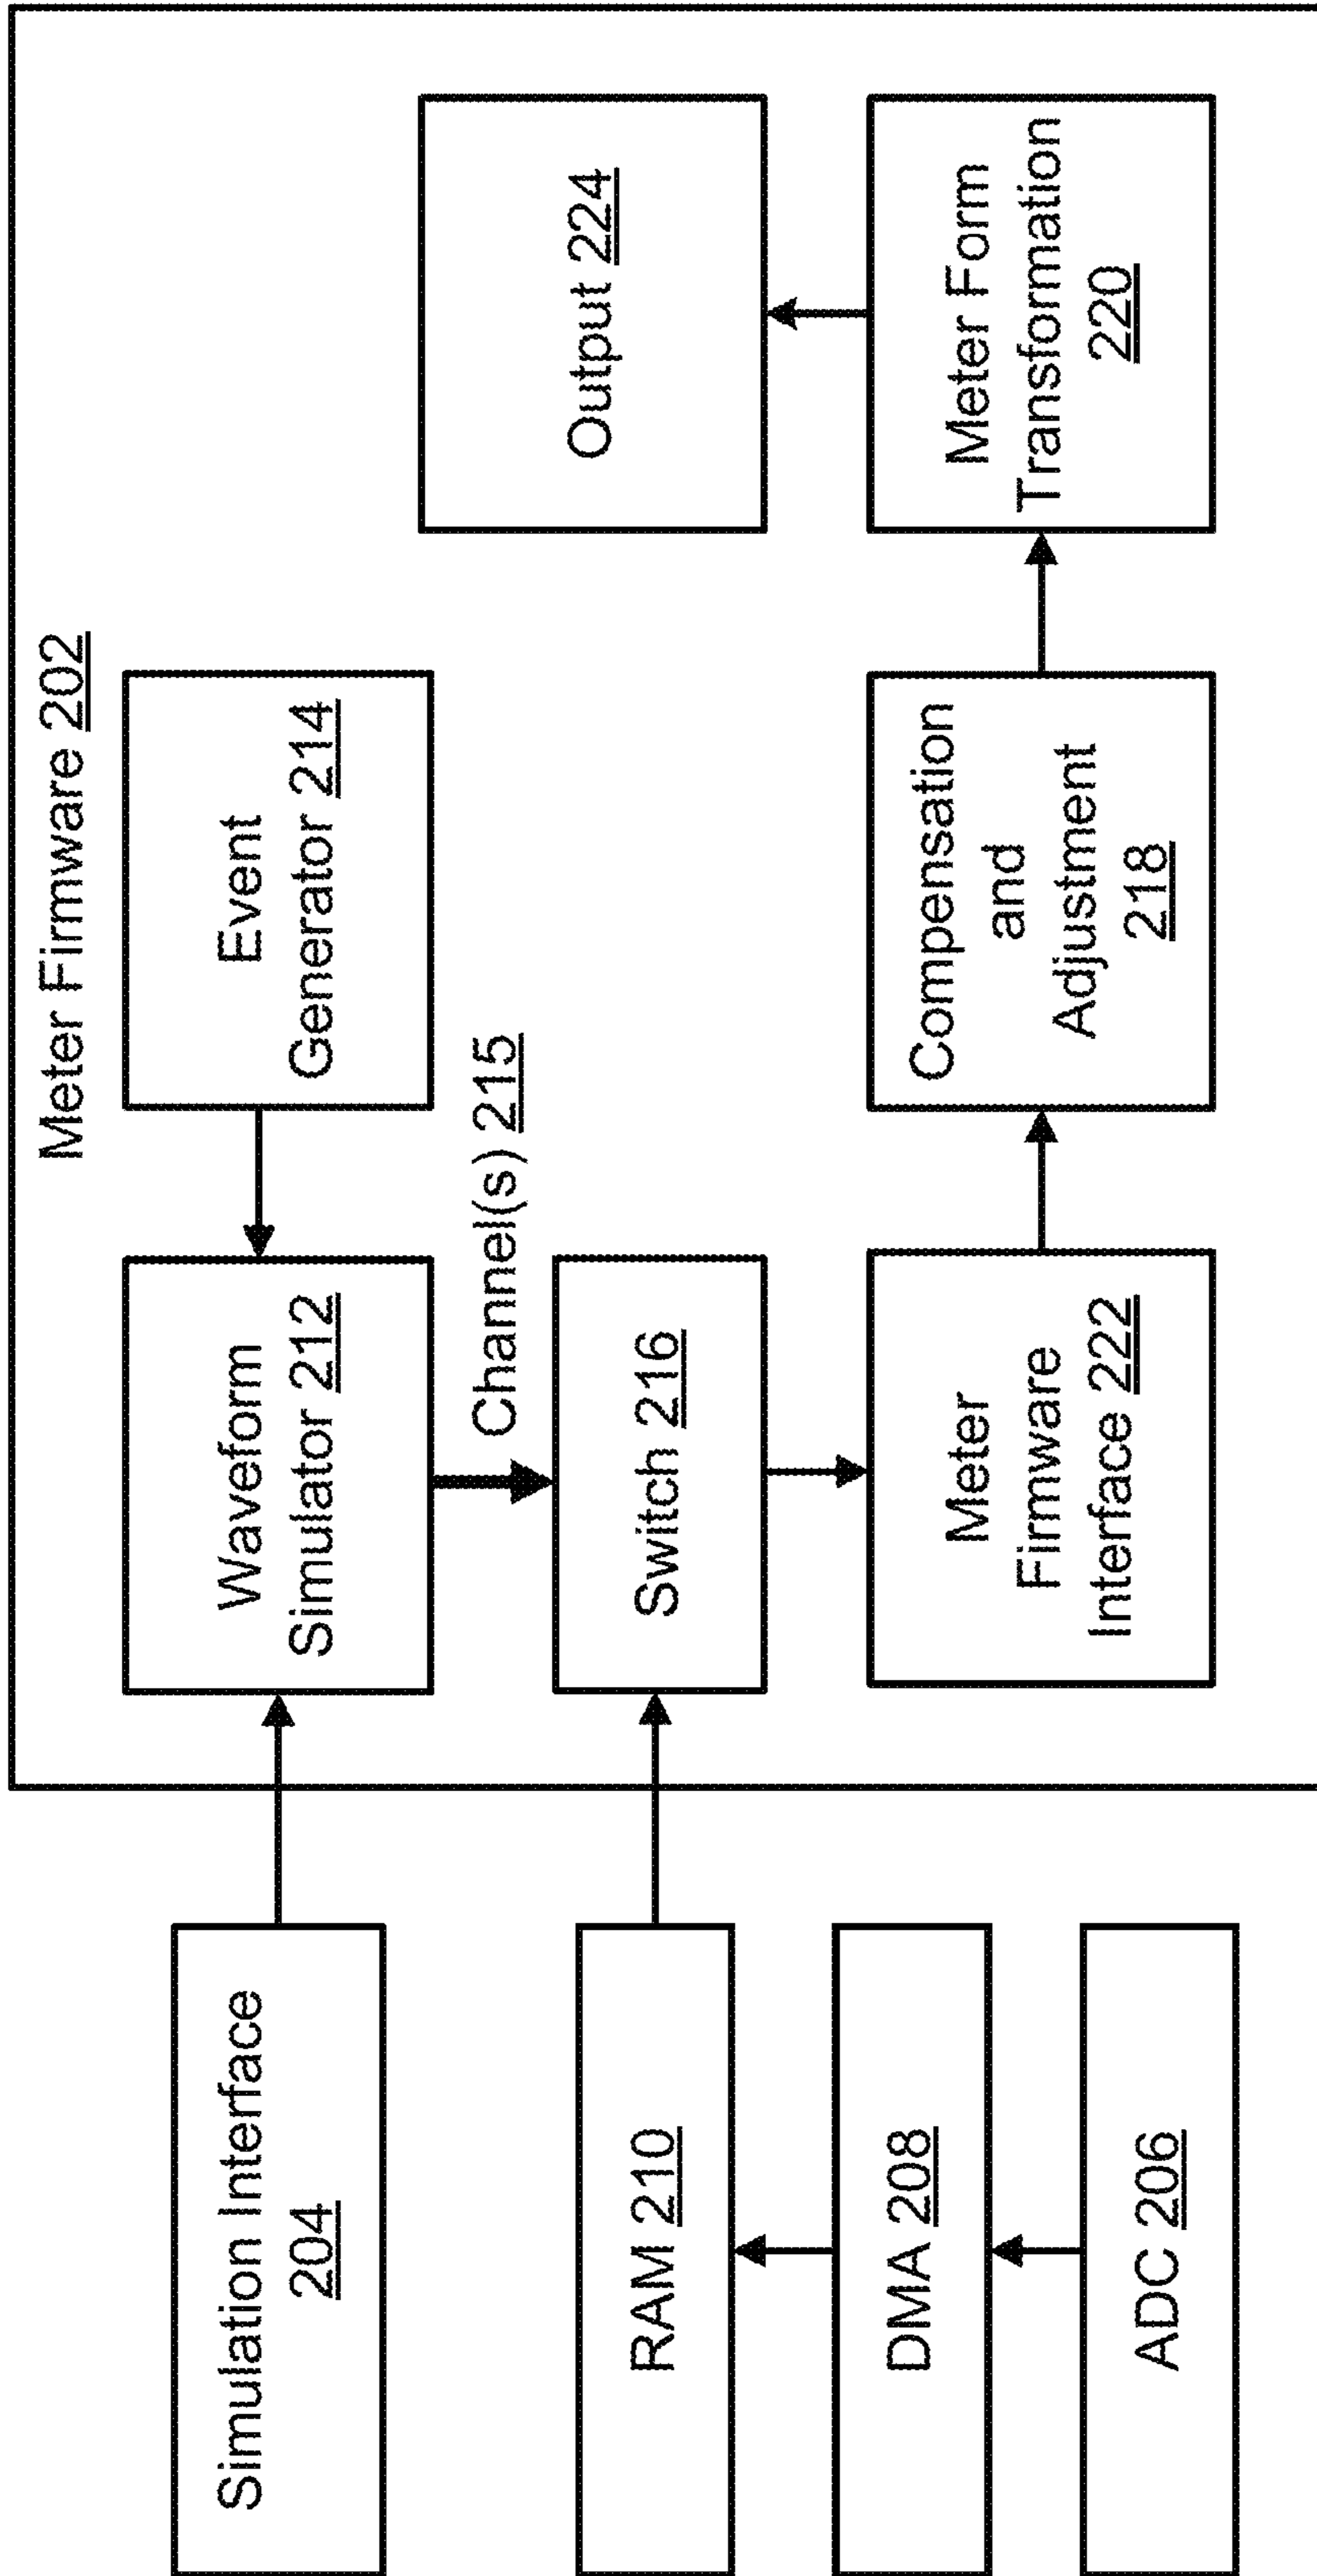 Meter Firmware 202
Simulation Interface
204
Waveform
Simulator 212
Event
Generator 214
Channel(s) 215
Output 224
RAM 210
Switch 216
DMA 208
ADC 206
Meter
Firmware
Interface 222
Compensation
and
Adjustment
218
Meter Form
Transformation
220